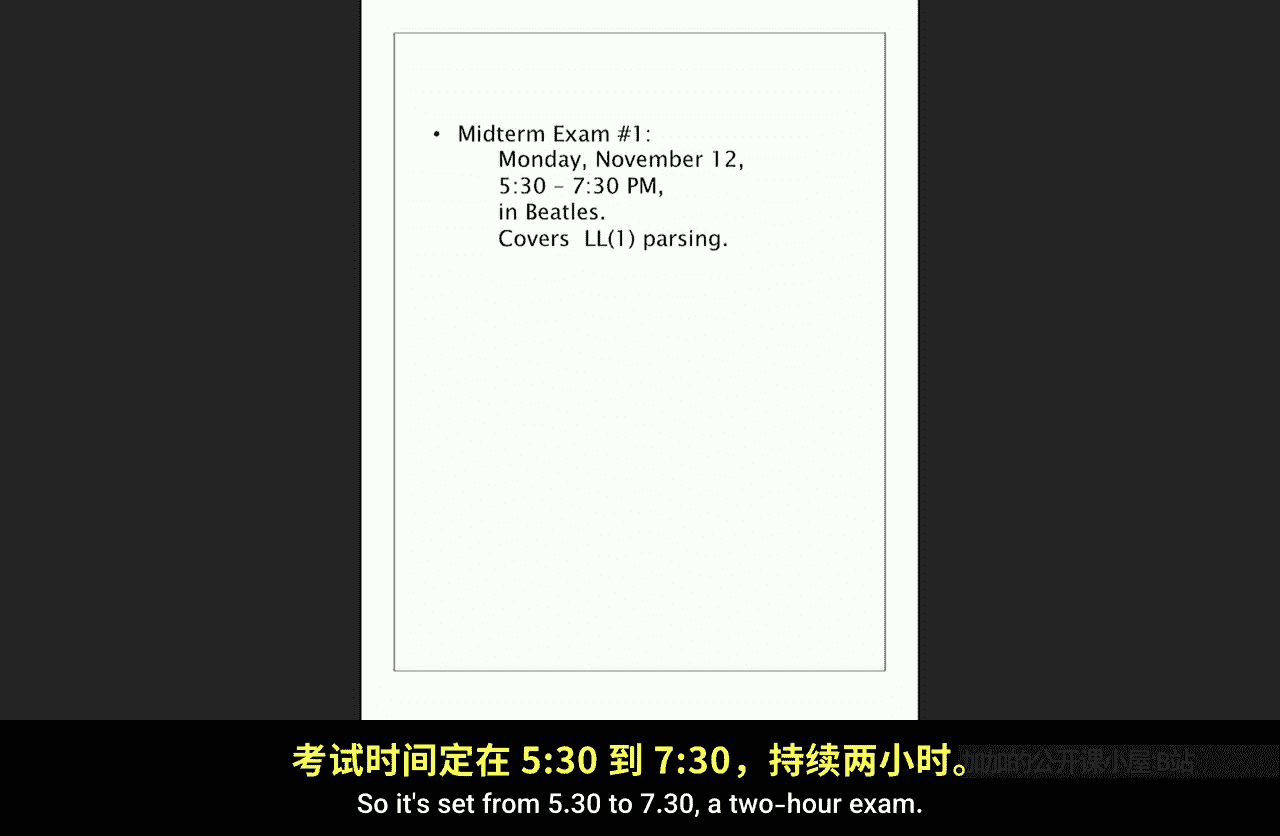 • Midterm Exam #1:
Monday, November 12,
5:30 – 7:30 PM,
in Beatles.
Covers LL(1) parsing.
考试时间定在 5:30 到 7:30，持续两小时。
咖的公开课小屋 B站
So it's set from 5.30 to 7.30, a two-hour exam.